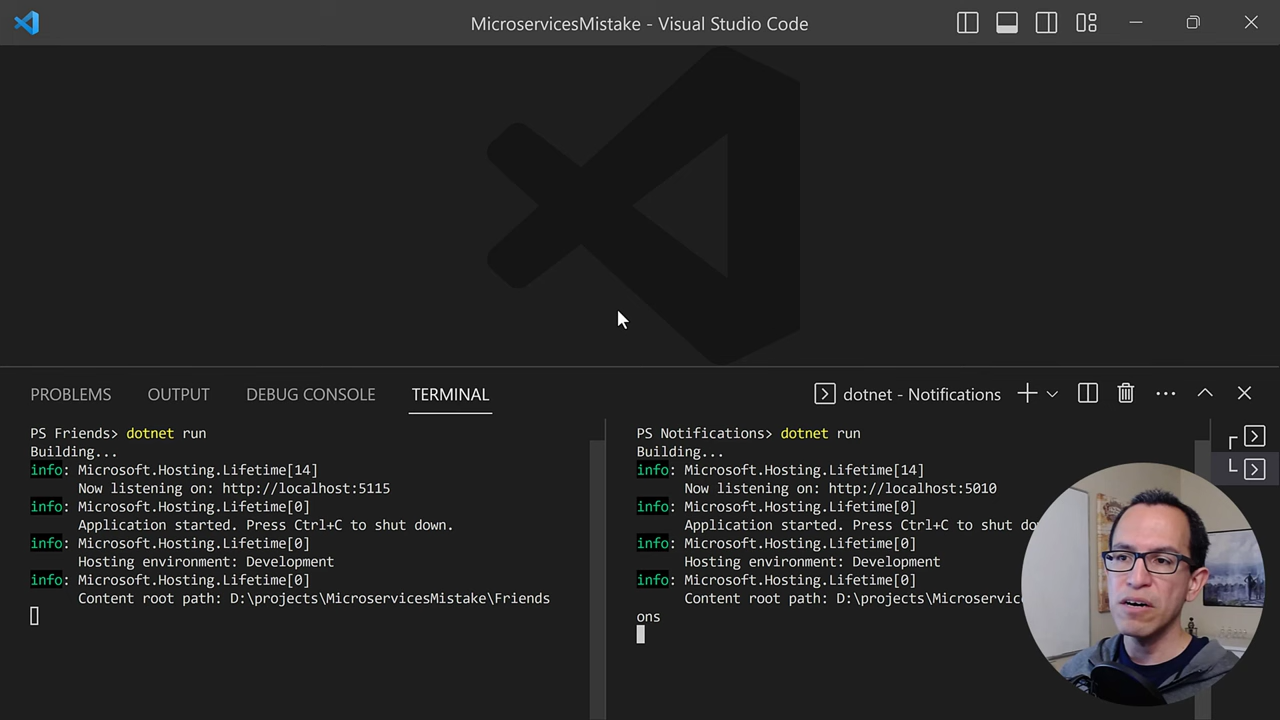 MicroservicesMistake - Visual Studio Code
PROBLEMS OUTPUT DEBUG CONSOLE TERMINAL dotnet - Notifications
PS Friends> dotnet run
Building...
info: Microsoft.Hosting.Lifetime[14]
Now listening on: http://localhost:5115
info: Microsoft.Hosting.Lifetime[0]
Application started. Press Ctrl+C to shut down.
info: Microsoft.Hosting.Lifetime[0]
Hosting environment: Development
info: Microsoft.Hosting.Lifetime[0]
Content root path: D:\projects\MicroservicesMistake\Friends
PS Notifications> dotnet run
Building...
info: Microsoft.Hosting.Lifetime[14]
Now listening on: http://localhost:5010
info: Microsoft.Hosting.Lifetime[0]
Application started. Press Ctrl+C to shut
info: Microsoft.Hosting.Lifetime[0]
Hosting environment: Development
info: Microsoft.Hosting.Lifetime[0]
Content root path: D:\projects\Microservic
ons